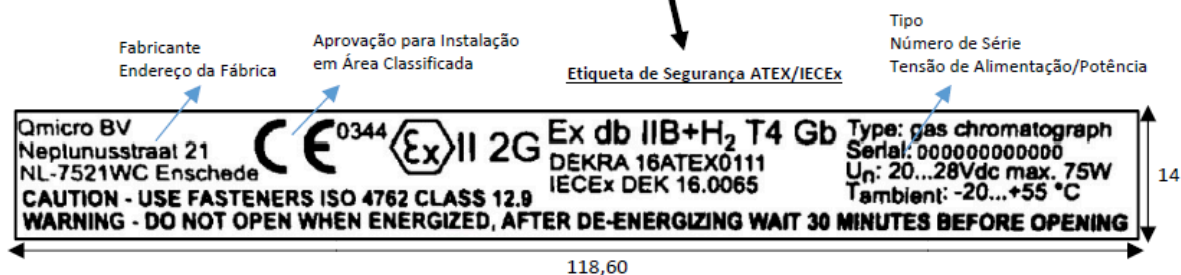 Fabricante
Endereço da Fábrica
Aprovação para Instalação
em Área Classificada
Etiqueta de Segurança ATEX/IECEx
Tipo
Número de Série
Tensão de Alimentação/Potência
Qmicro BV
Neptunusstraat 21
NL-7521WC Enschede
CE 0344 Ex II 2G
Ex db IIB+H₂ T4 Gb
DEKRA 16ATEX0111
IECEx DEK 16.0065
Type: gas chromatograph
Serial: 000000000000
Un: 20...28Vdc max. 75W
Tambient: -20...+55 °C
CAUTION - USE FASTENERS ISO 4762 CLASS 12.9
WARNING - DO NOT OPEN WHEN ENERGIZED, AFTER DE-ENERGIZING WAIT 30 MINUTES BEFORE OPENING
14
118,60